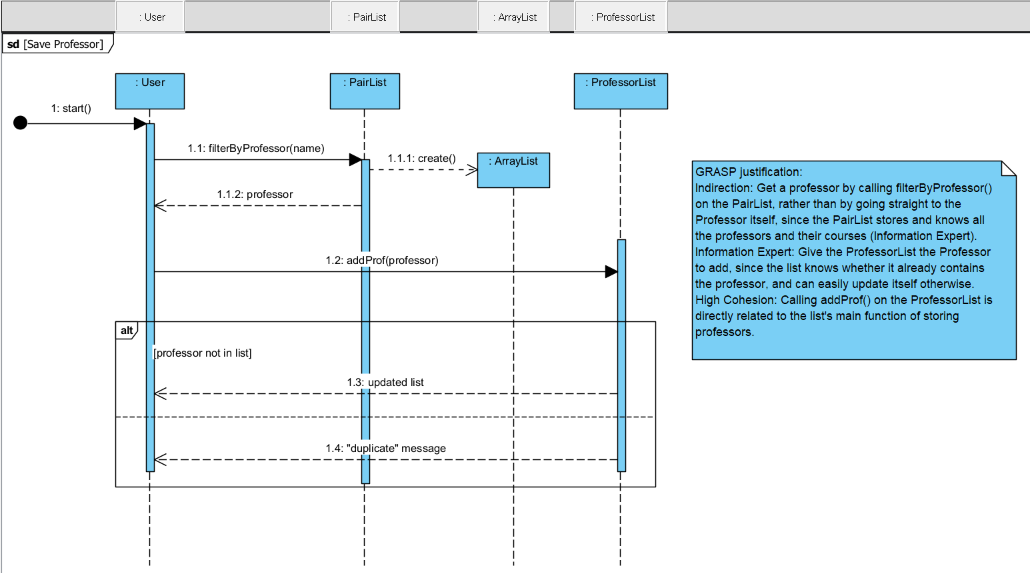 : User
: PairList
: ArrayList
: ProfessorList
sd [Save Professor]
: User
: PairList
: ProfessorList
1: start()
1.1: filterByProfessor(name)
1.1.1: create()
: ArrayList
1.1.2: professor
1.2: addProf(professor)
alt
[professor not in list]
1.3: updated list
1.4: "duplicate" message
GRASP justification:
Indirection: Get a professor by calling filterByProfessor()
on the PairList, rather than by going straight to the
Professor itself, since the PairList stores and knows all
the professors and their courses (Information Expert).
Information Expert: Give the ProfessorList the Professor
to add, since the list knows whether it already contains
the professor, and can easily update itself otherwise.
High Cohesion: Calling addProf() on the ProfessorList is
directly related to the list's main function of storing
professors.